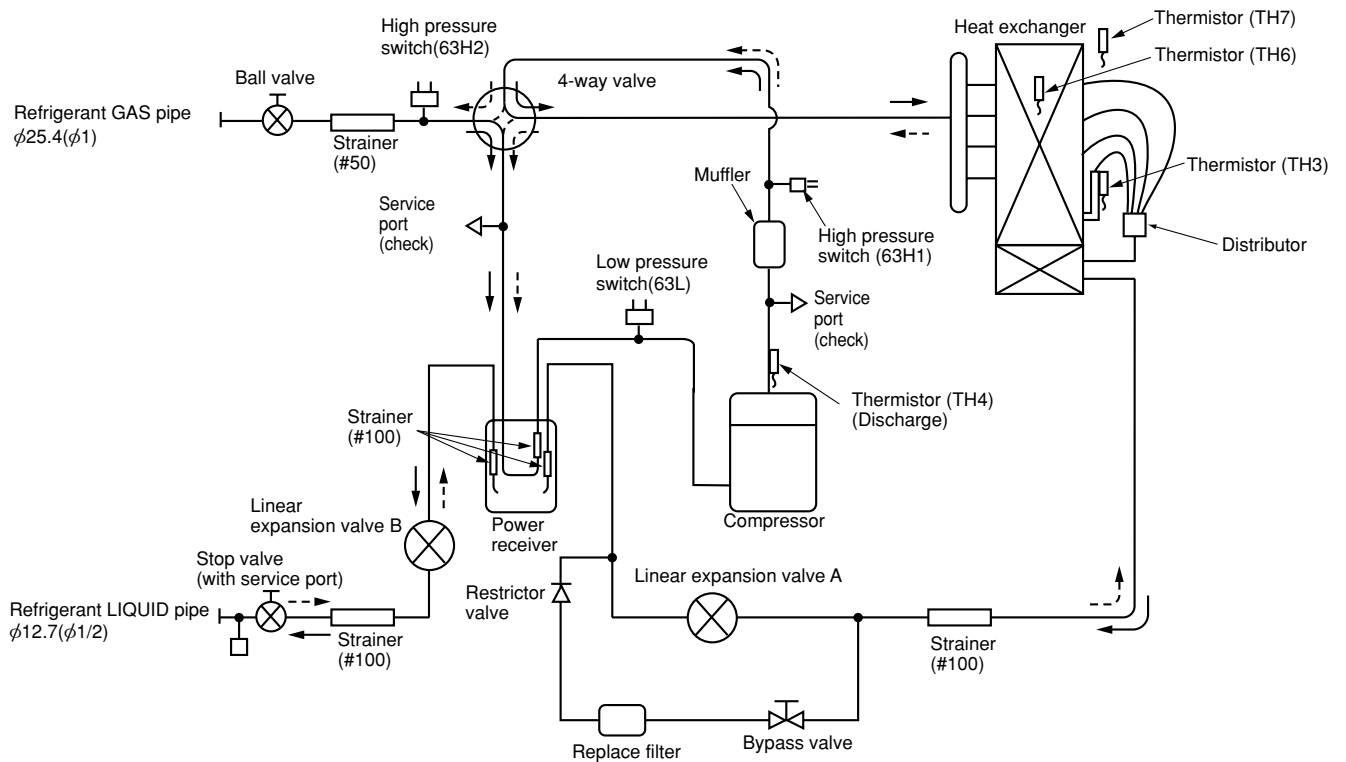 High pressure
switch(63H2)
Ball valve
Refrigerant GAS pipe
ϕ25.4(ϕ1)
Strainer
(#50)
4-way valve
Heat exchanger
Thermistor (TH7)
Thermistor (TH6)
Thermistor (TH3)
Distributor
Muffler
High pressure
switch (63H1)
Service
port
(check)
Low pressure
switch(63L)
Service
port
(check)
Thermistor (TH4)
(Discharge)
Strainer
(#100)
Compressor
Power
receiver
Linear
expansion valve B
Stop valve
(with service port)
Refrigerant LIQUID pipe
ϕ12.7(ϕ1/2)
Strainer
(#100)
Restrictor
valve
Linear expansion valve A
Strainer
(#100)
Replace filter
Bypass valve